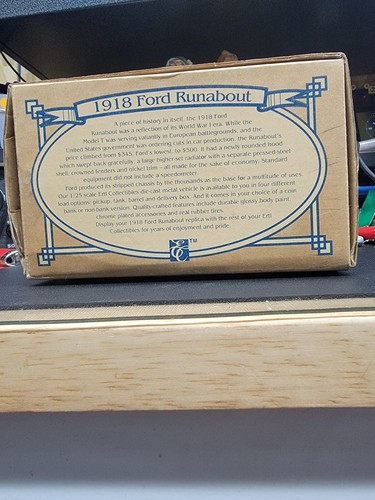 1918 Ford Runabout
A piece of history in itself, the 1918 Ford
Runabout was a reflection of its World War I era. While the
Model T was serving valiantly in European battlegrounds, and the
United States government was ordering cuts in car production, the Runabout's
price climbed from $345, Ford's lowest, to $500. It had a newly rounded hood
which swept back gracefully, a large higher-set radiator with a separate pressed-steel
shell, crowned fenders and nickel trim – all made for the sake of economy. Standard
equipment did not include a speedometer.
Ford produced its stripped chassis by the thousands as the base for a multitude of uses.
Our 1:25 scale Ertl Collectibles die cast metal vehicle is available to you in four different
load options: pickup, tank, barrel and delivery box. And it comes in your choice of a coin
bank or non-bank version. Quality-crafted features include durable glossy body paint,
chrome plated accessories and real rubber tires.
Display your 1918 Ford Runabout replica with the rest of your Ertl
Collectibles for years of enjoyment and pride.
EC™